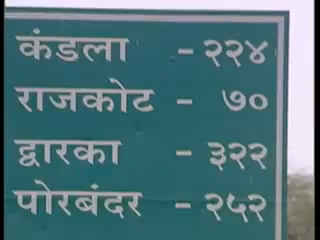 कंडला - २२४
राजकोट - ७०
द्वारका - ३२२
पोरबंदर - २५२